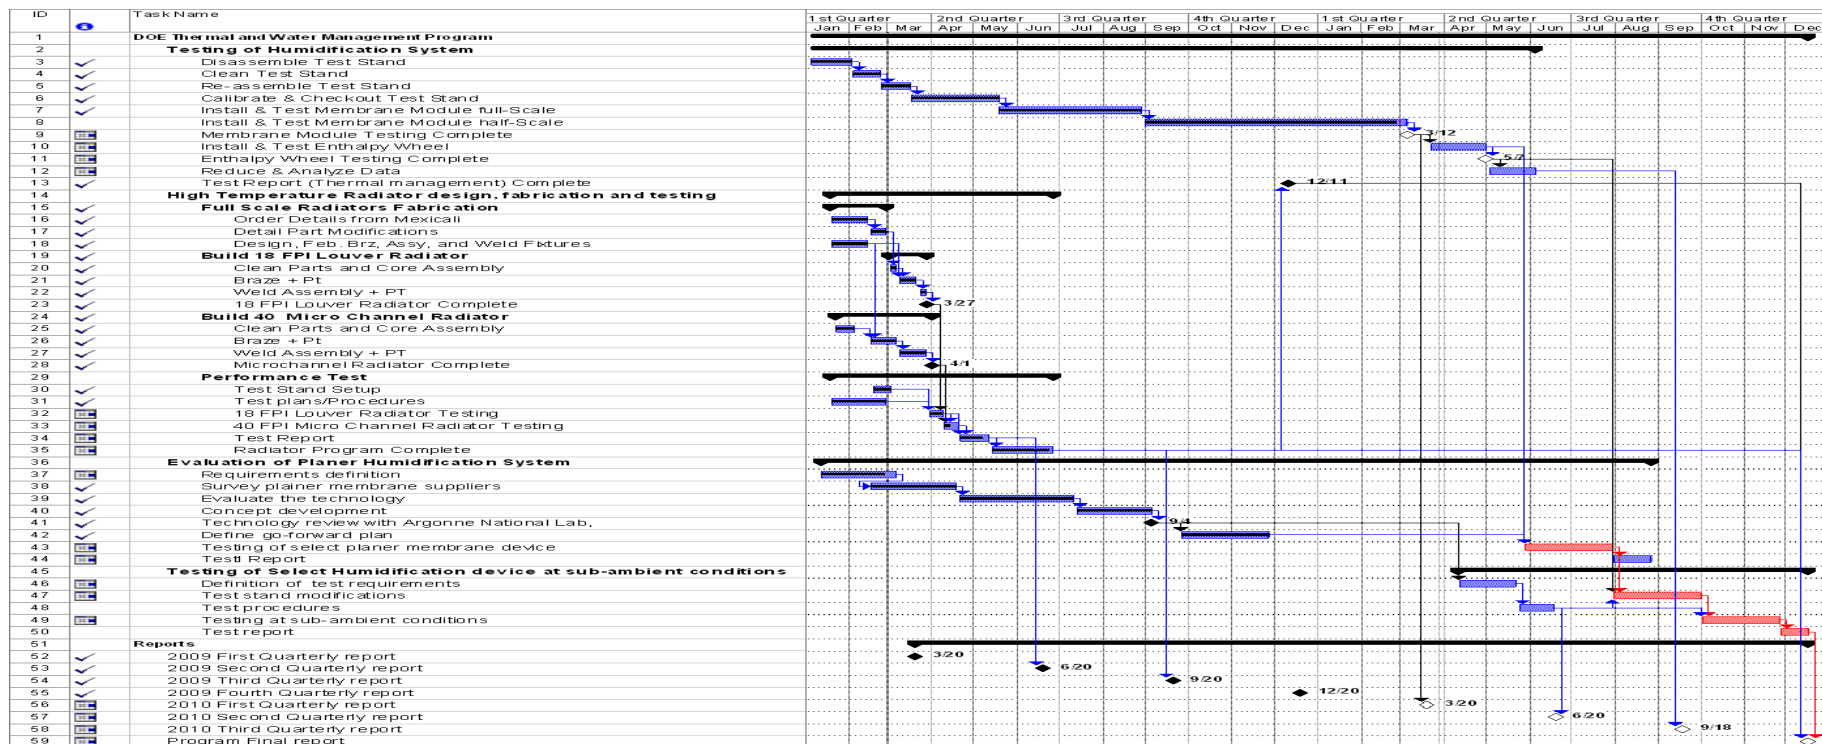 ID Task Name 1st Quarter 2nd Quarter 3rd Quarter 4th Quarter 1st Quarter 2nd Quarter 3rd Quarter 4th Quarter
Jan Feb Mar Apr May Jun Jul Aug Sep Oct Nov Dec Jan Feb Mar Apr May Jun Jul Aug Sep Oct Nov Dec
1 DOE Thermal and Water Management Program
2 Testing of Humidification System
3 Disassemble Test Stand
4 Clean Test Stand
5 Re-assemble Test Stand
6 Calibrate & Checkout Test Stand
7 Install & Test Membrane Module full-Scale
8 Install & Test Membrane Module half-Scale
9 Membrane Module Testing Complete 3/12
10 Install & Test Enthalpy Wheel
11 Enthalpy Wheel Testing Complete 5/7
12 Reduce & Analyze Data
13 Test Report (Thermal management) Complete 12/11
14 High Temperature Radiator design, fabrication and testing
15 Full Scale Radiators Fabrication
16 Order Details from Mexicali
17 Detail Part Modifications
18 Design, Feb. Brz, Assy, and Weld Fixtures
19 Build 18 FPI Louver Radiator
20 Clean Parts and Core Assembly
21 Braze + Pt
22 Weld Assembly + PT
23 18 FPI Louver Radiator Complete 3/27
24 Build 40 Micro Channel Radiator
25 Clean Parts and Core Assembly
26 Braze + Pt
27 Weld Assembly + PT
28 Microchannel Radiator Complete 4/1
29 Performance Test
30 Test Stand Setup
31 Test plans/Procedures
32 18 FPI Louver Radiator Testing
33 40 FPI Micro Channel Radiator Testing
34 Test Report
35 Radiator Program Complete
36 Evaluation of Planer Humidification System
37 Requirements definition
38 Survey plainer membrane suppliers
39 Evaluate the technology
40 Concept development
41 Technology review with Argonne National Lab, 9/4
42 Define go-forward plan
43 Testing of select planer membrane device
44 Testl Report
45 Testing of Select Humidification device at sub-ambient conditions
46 Definition of test requirements
47 Test stand modifications
48 Test procedures
49 Testing at sub-ambient conditions
50 Test report
51 Reports
52 2009 First Quarterly report 3/20
53 2009 Second Quarterly report 6/20
54 2009 Third Quarterly report 9/20
55 2009 Fourth Quarterly report 12/20
56 2010 First Quarterly report 3/20
57 2010 Second Quarterly report 6/20
58 2010 Third Quarterly report 9/18
59 Program Final report